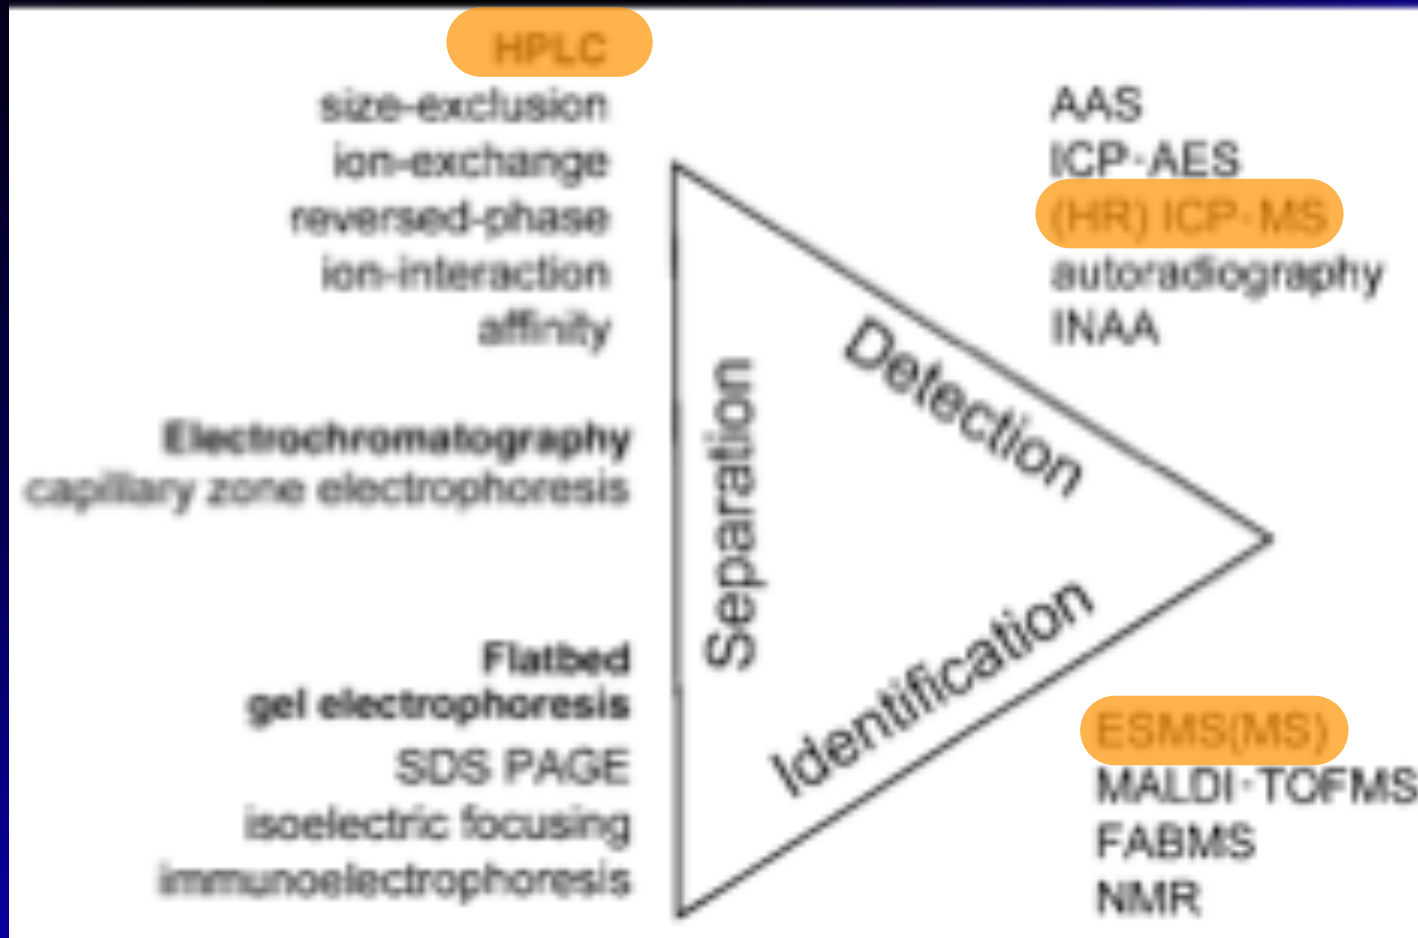 HPLC
size-exclusion
ion-exchange
reversed-phase
ion-interaction
affinity
Electrochromatography
capillary zone electrophoresis
Flatbed
gel electrophoresis
SDS PAGE
isoelectric focusing
immunoelectrophoresis
Separation
Detection
Identification
AAS
ICP·AES
(HR) ICP·MS
autoradiography
INAA
ESMS(MS)
MALDI·TOFMS
FABMS
NMR